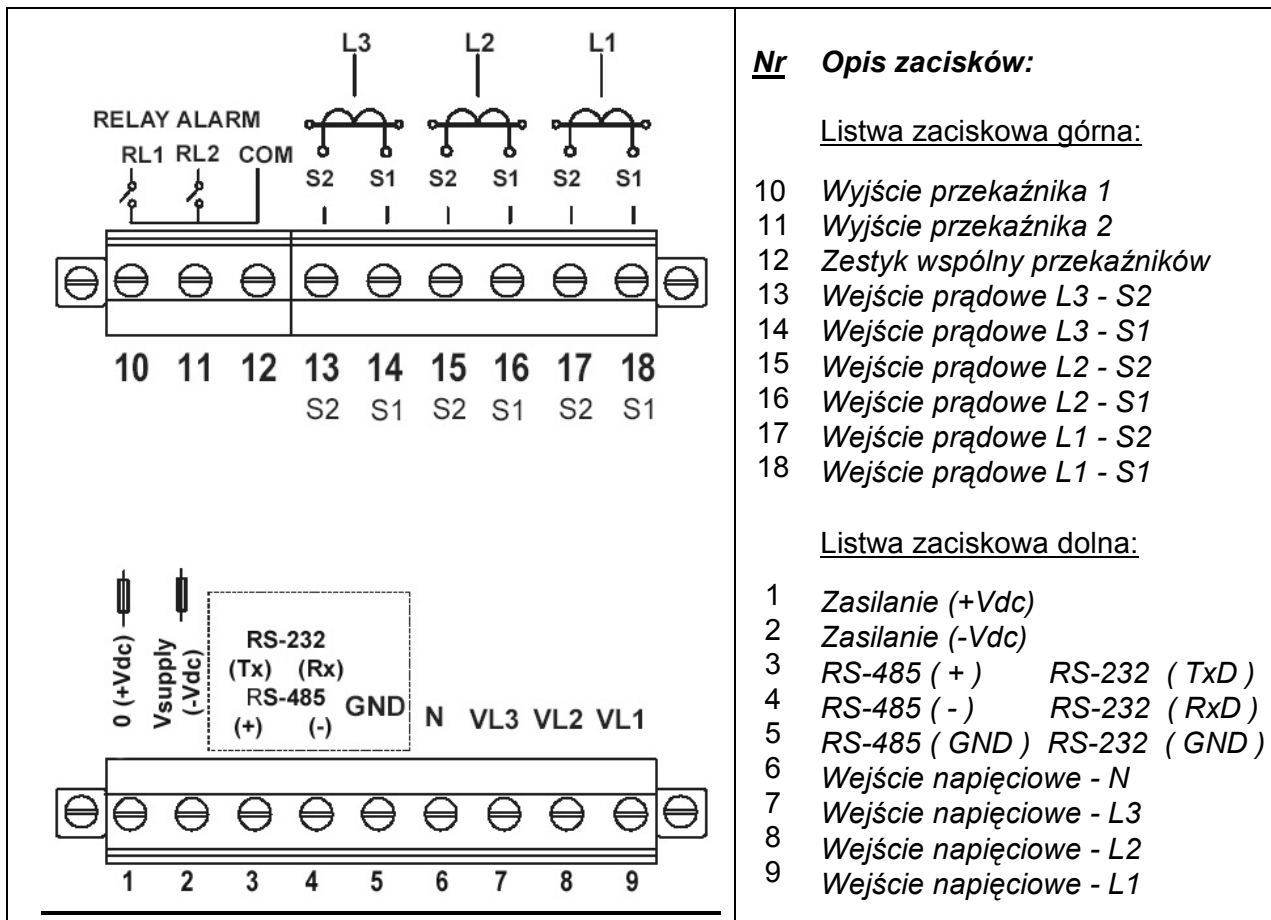 L3 L2 L1
RELAY ALARM
RL1 RL2 COM
S2 S1 S2 S1 S2 S1
10 11 12 13 14 15 16 17 18
S2 S1 S2 S1 S2 S1
0 (+Vdc)
Vsupply
(-Vdc)
RS-232
(Tx) (Rx)
RS-485
(+) (-)
GND N VL3 VL2 VL1
1 2 3 4 5 6 7 8 9
Nr Opis zacisków:
Listwa zaciskowa górna:
10 Wyjście przekaźnika 1
11 Wyjście przekaźnika 2
12 Zestyk wspólny przekaźników
13 Wejście prądowe L3 - S2
14 Wejście prądowe L3 - S1
15 Wejście prądowe L2 - S2
16 Wejście prądowe L2 - S1
17 Wejście prądowe L1 - S2
18 Wejście prądowe L1 - S1
Listwa zaciskowa dolna:
1 Zasilanie (+Vdc)
2 Zasilanie (-Vdc)
3 RS-485 ( + ) RS-232 ( TxD )
4 RS-485 ( - ) RS-232 ( RxD )
5 RS-485 ( GND ) RS-232 ( GND )
6 Wejście napięciowe - N
7 Wejście napięciowe - L3
8 Wejście napięciowe - L2
9 Wejście napięciowe - L1